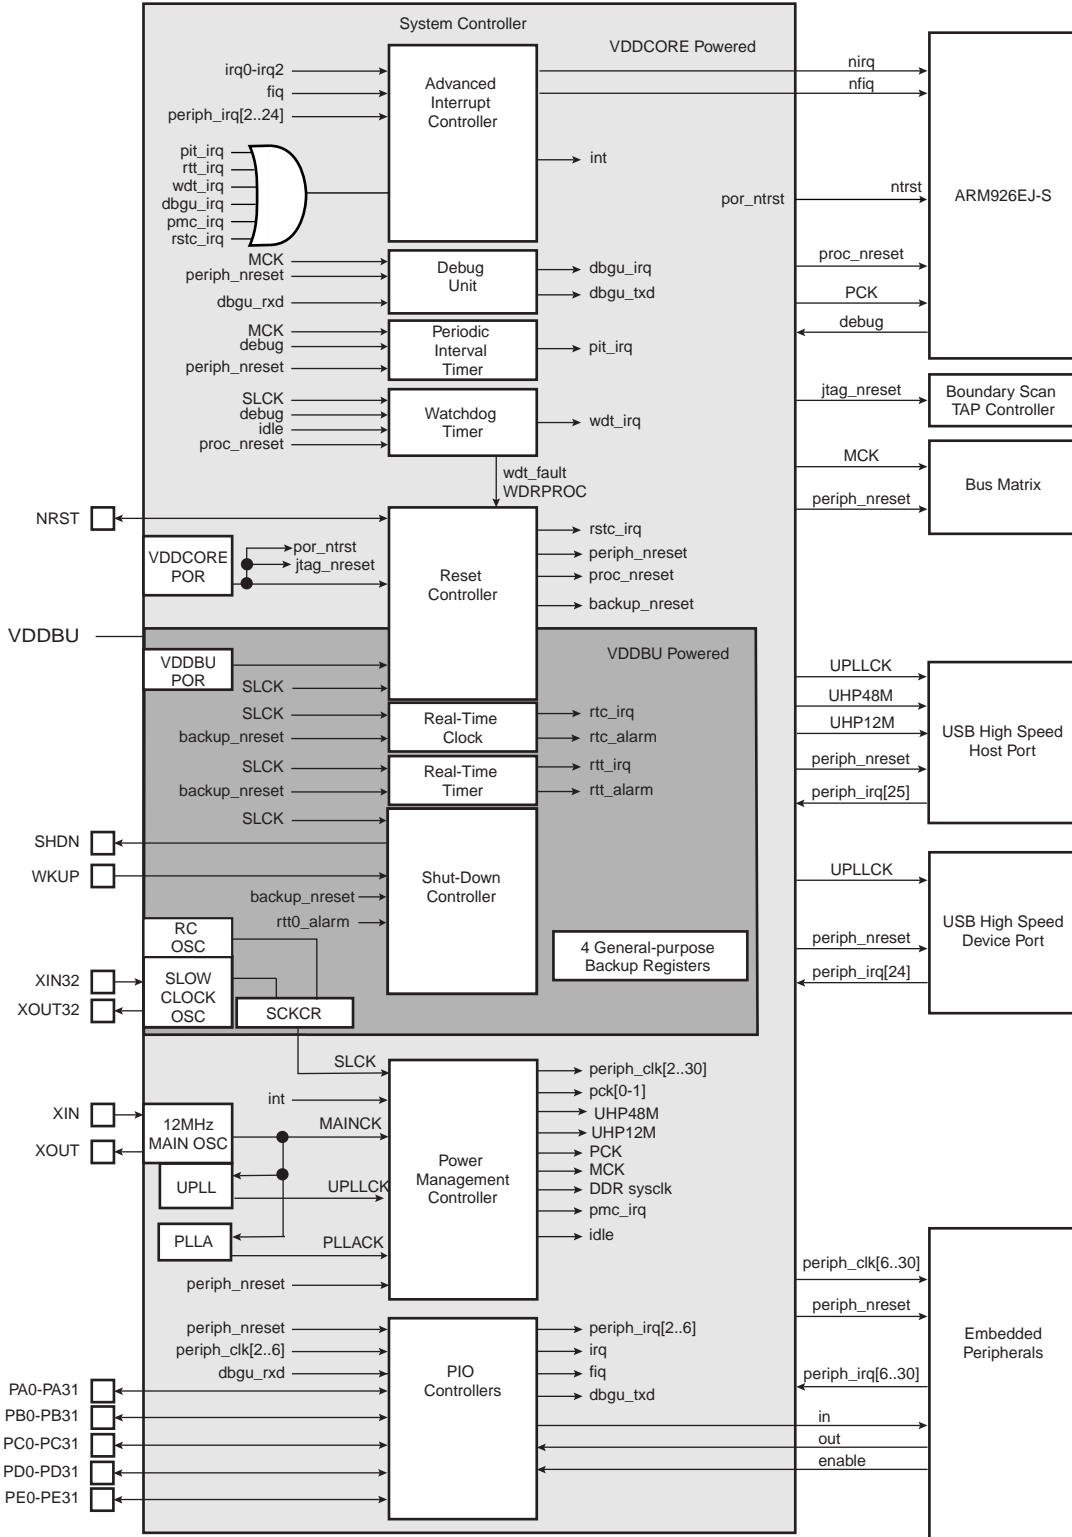 System Controller
VDDCORE Powered
irq0-irq2
fiq
periph_irq[2..24]
Advanced
Interrupt
Controller
nirq
nfiq
int
pit_irq
rtt_irq
wdt_irq
dbgu_irq
pmc_irq
rstc_irq
por_ntrst
ntrst
ARM926EJ-S
MCK
periph_nreset
dbgu_rxd
Debug
Unit
dbgu_irq
dbgu_txd
proc_nreset
PCK
debug
MCK
debug
periph_nreset
Periodic
Interval
Timer
pit_irq
SLCK
debug
idle
proc_nreset
Watchdog
Timer
wdt_irq
jtag_nreset
Boundary Scan
TAP Controller
wdt_fault
WDRPROC
MCK
periph_nreset
Bus Matrix
NRST
VDDCORE
POR
por_ntrst
jtag_nreset
Reset
Controller
rstc_irq
periph_nreset
proc_nreset
backup_nreset
VDDBU
VDDBU Powered
VDDBU
POR
SLCK
SLCK
backup_nreset
Real-Time
Clock
rtc_irq
rtc_alarm
SLCK
backup_nreset
Real-Time
Timer
rtt_irq
rtt_alarm
UPLLCK
UHP48M
UHP12M
periph_nreset
periph_irq[25]
USB High Speed
Host Port
SLCK
SHDN
WKUP
backup_nreset
rtt0_alarm
Shut-Down
Controller
4 General-purpose
Backup Registers
UPLLCK
periph_nreset
periph_irq[24]
USB High Speed
Device Port
RC
OSC
XIN32
XOUT32
SLOW
CLOCK
OSC
SCKCR
SLCK
int
XIN
XOUT
12MHz
MAIN OSC
MAINCK
UPLL
UPLLCK
PLLA
PLLACK
periph_nreset
Power
Management
Controller
periph_clk[2..30]
pck[0-1]
UHP48M
UHP12M
PCK
MCK
DDR sysclk
pmc_irq
idle
periph_clk[6..30]
periph_nreset
periph_irq[6..30]
Embedded
Peripherals
periph_nreset
periph_clk[2..6]
dbgu_rxd
PIO
Controllers
periph_irq[2..6]
irq
fiq
dbgu_txd
in
out
enable
PA0-PA31
PB0-PB31
PC0-PC31
PD0-PD31
PE0-PE31